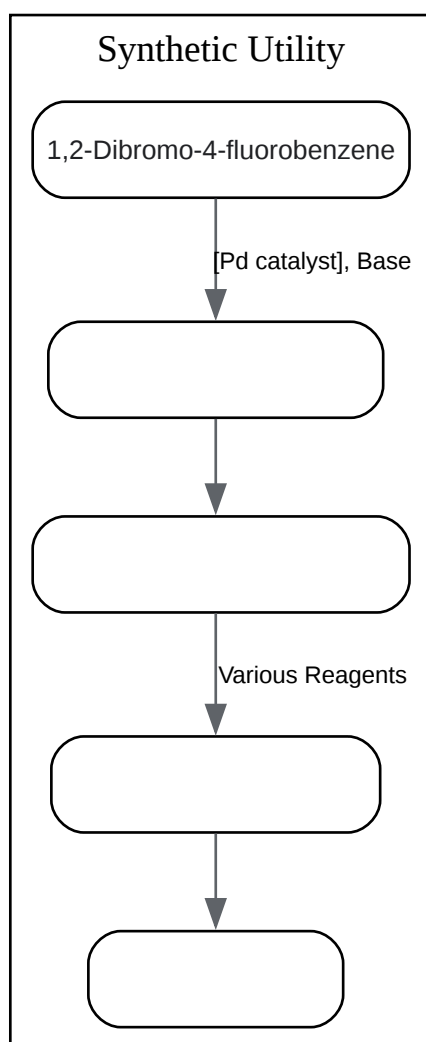 Synthetic Utility
1,2-Dibromo-4-fluorobenzene
[Pd catalyst], Base
Various Reagents